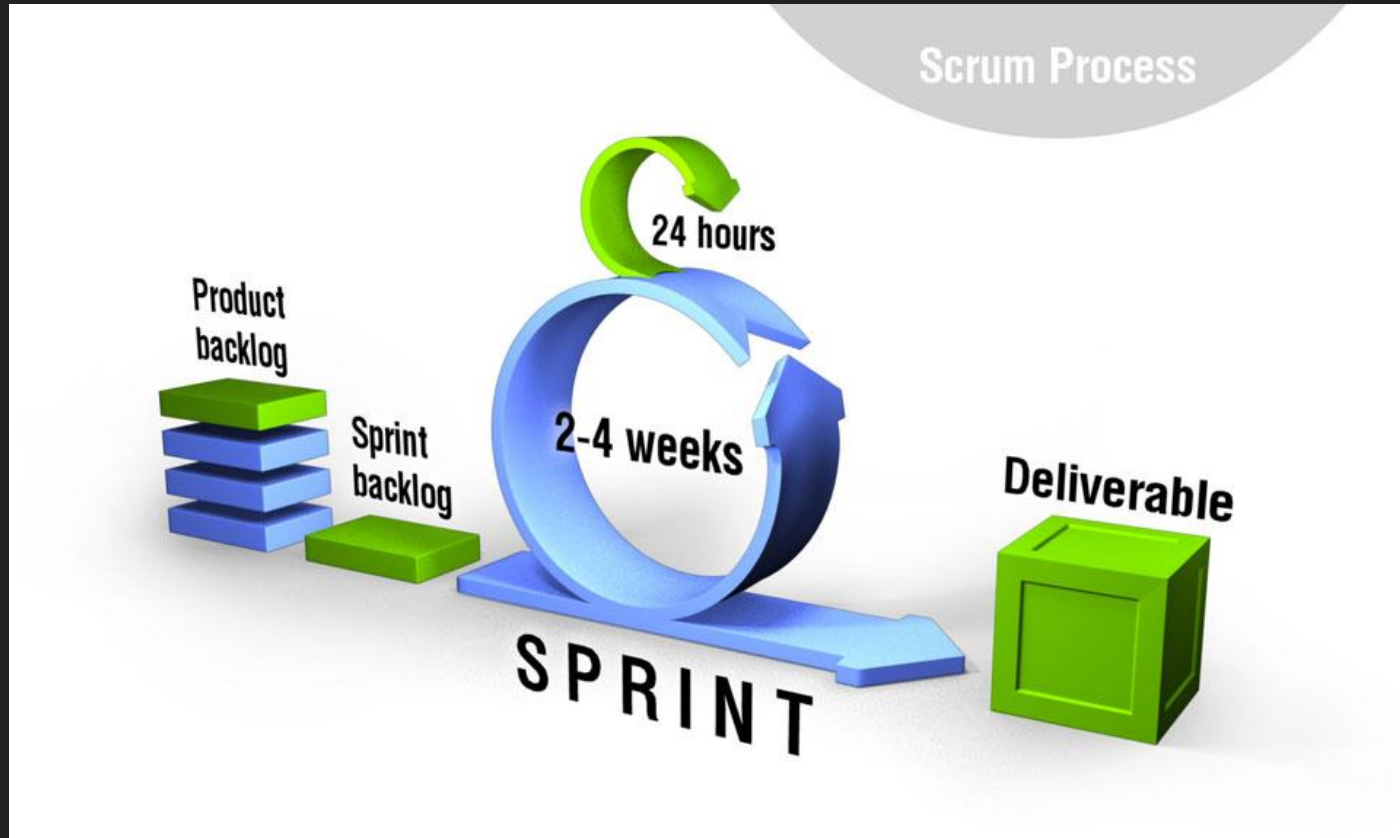 Scrum Process
24 hours
Product
backlog
Sprint
backlog
2-4 weeks
Deliverable
SPRINT